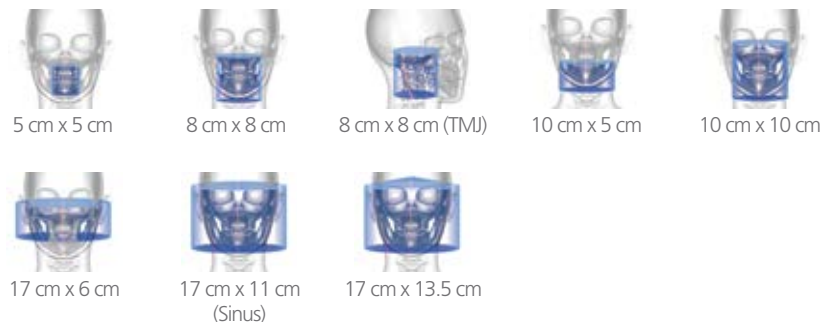 5 cm x 5 cm
8 cm x 8 cm
8 cm x 8 cm (TMJ)
10 cm x 5 cm
10 cm x 10 cm
17 cm x 6 cm
17 cm x 11 cm
(Sinus)
17 cm x 13.5 cm